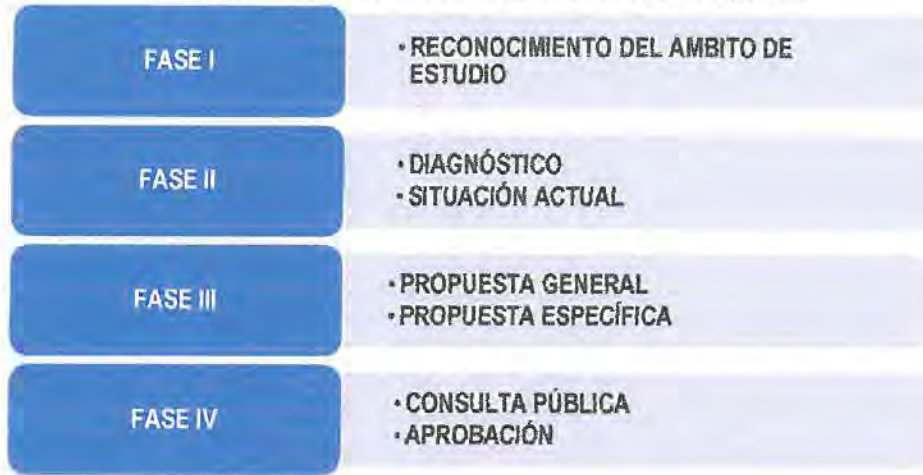 FASE I
• RECONOCIMIENTO DEL AMBITO DE
ESTUDIO
FASE II
• DIAGNÓSTICO
• SITUACIÓN ACTUAL
FASE III
• PROPUESTA GENERAL
• PROPUESTA ESPECÍFICA
FASE IV
• CONSULTA PÚBLICA
• APROBACIÓN